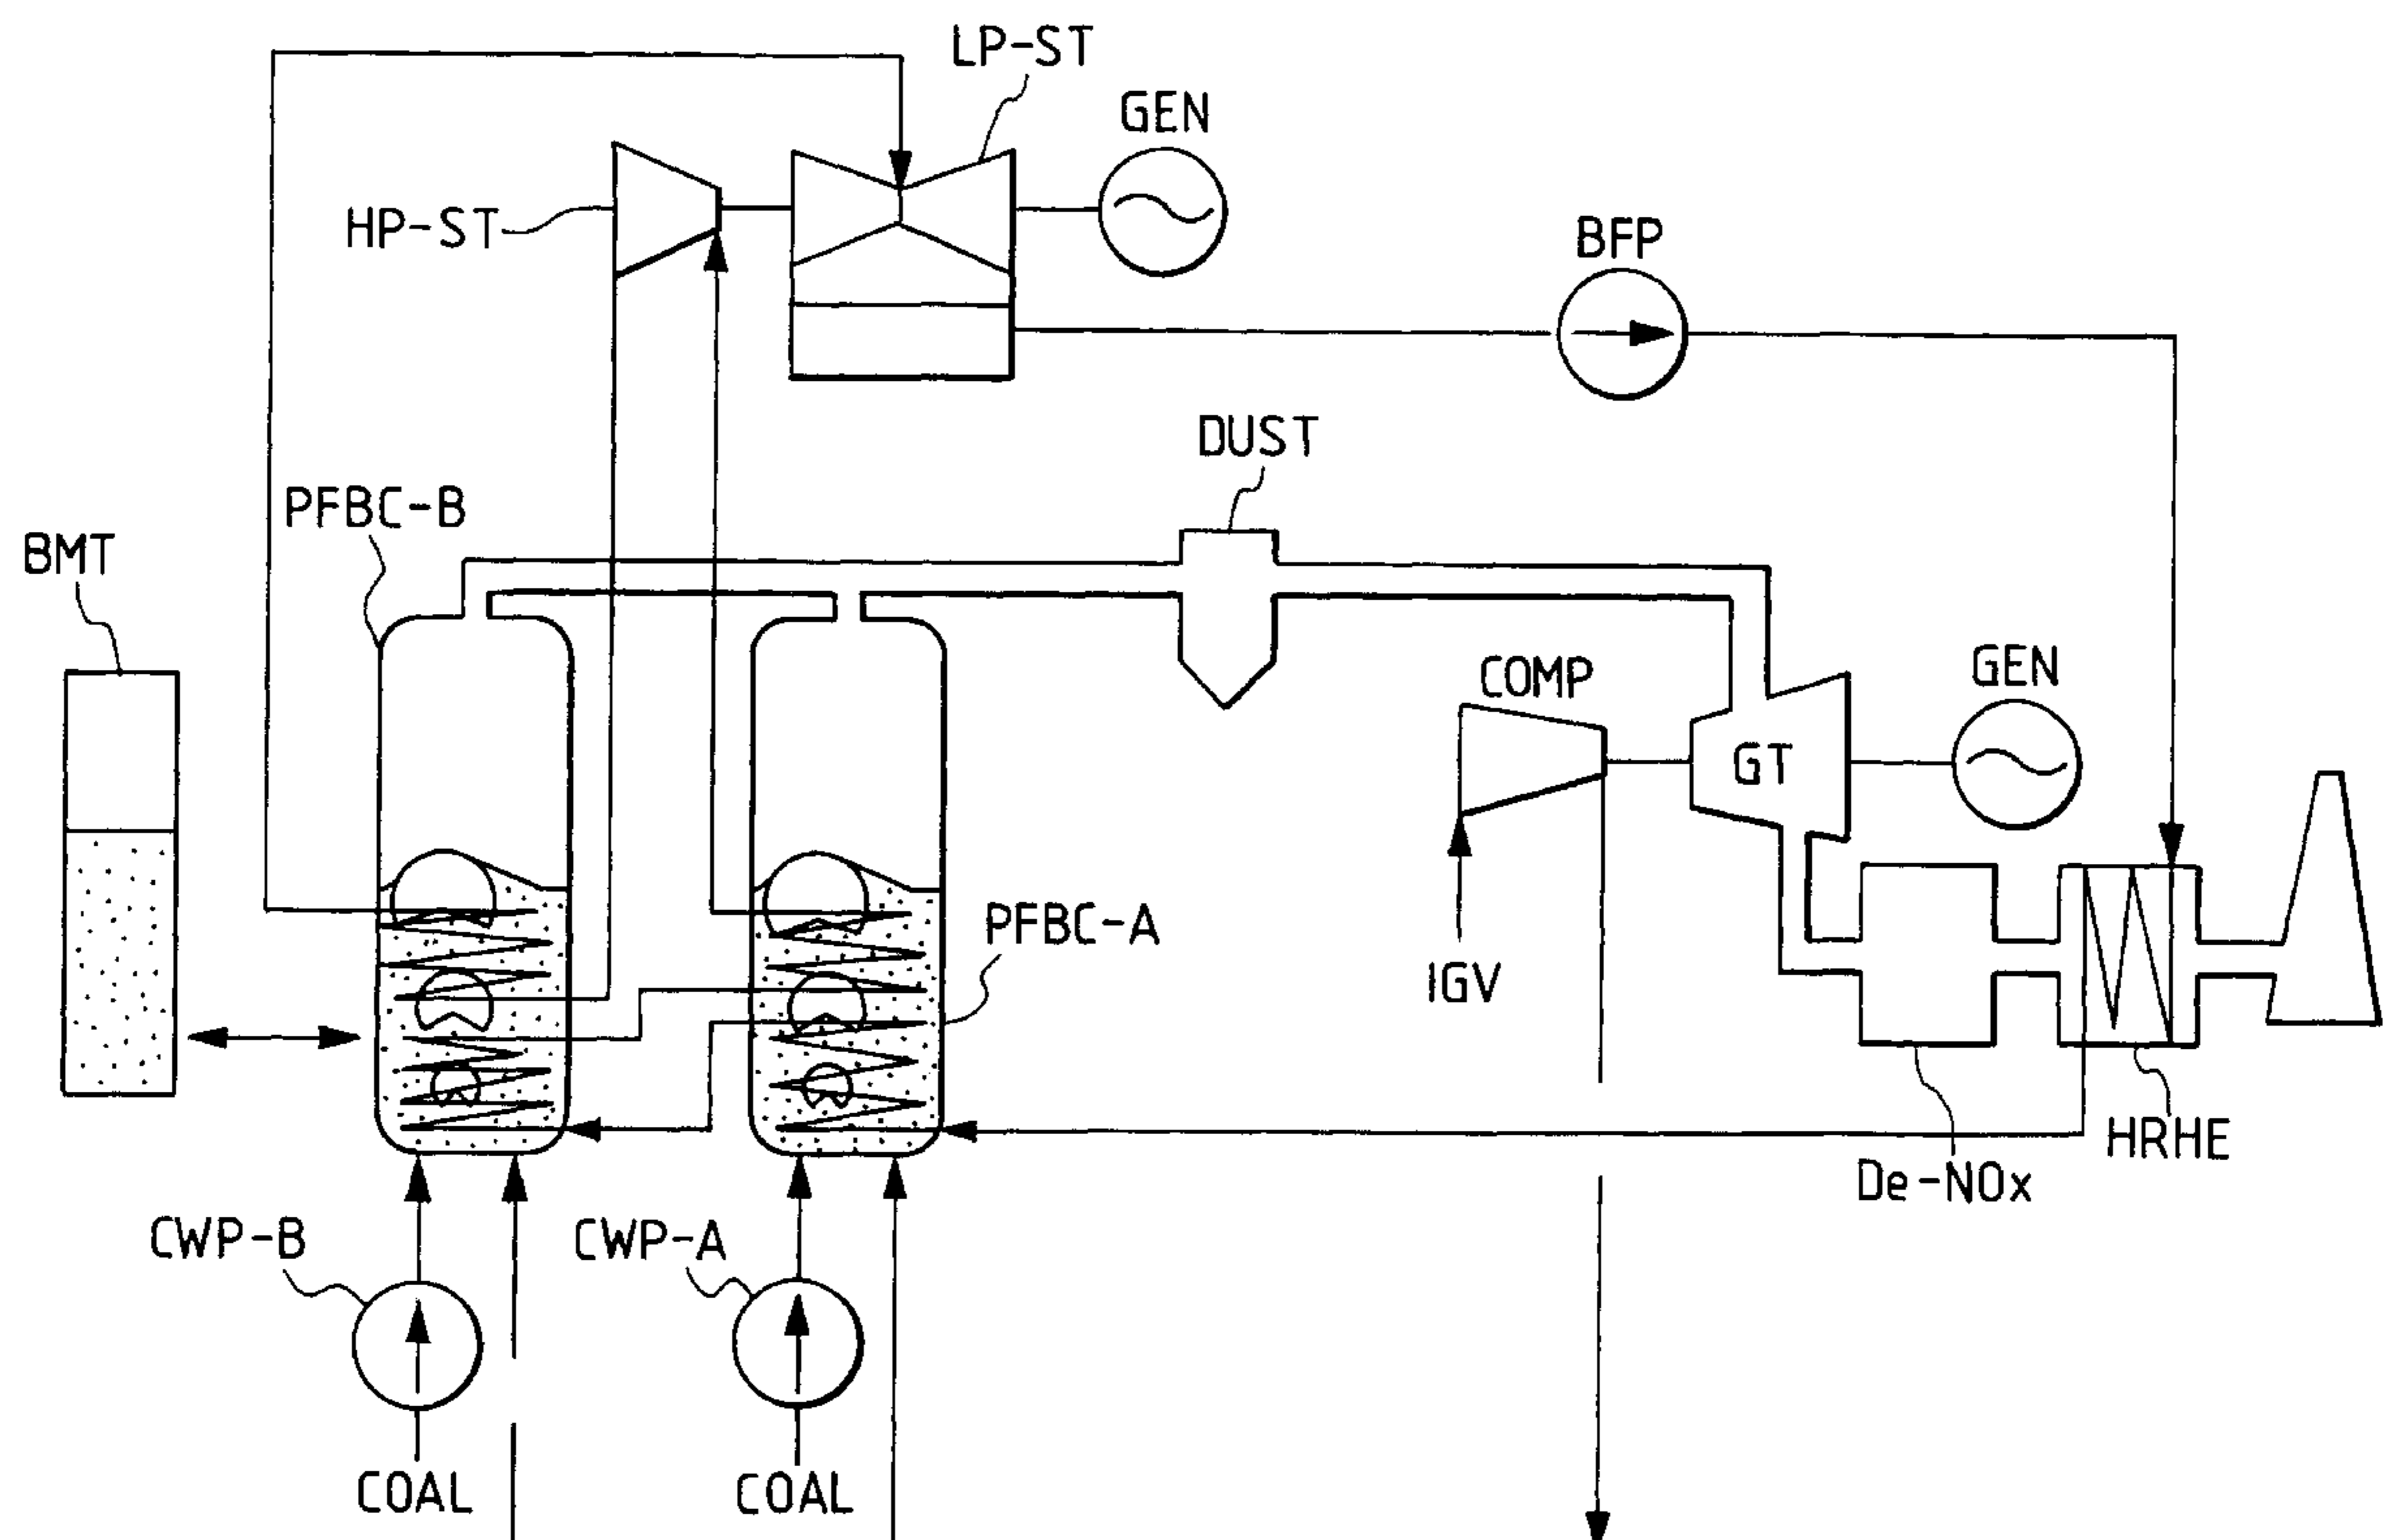 LP-ST
GEN
HP-ST
BFP
DUST
PFBC-B
BMT
COMP
GEN
GT
PFBC-A
IGV
HRHE
De-NOx
CWP-B
CWP-A
COAL
COAL